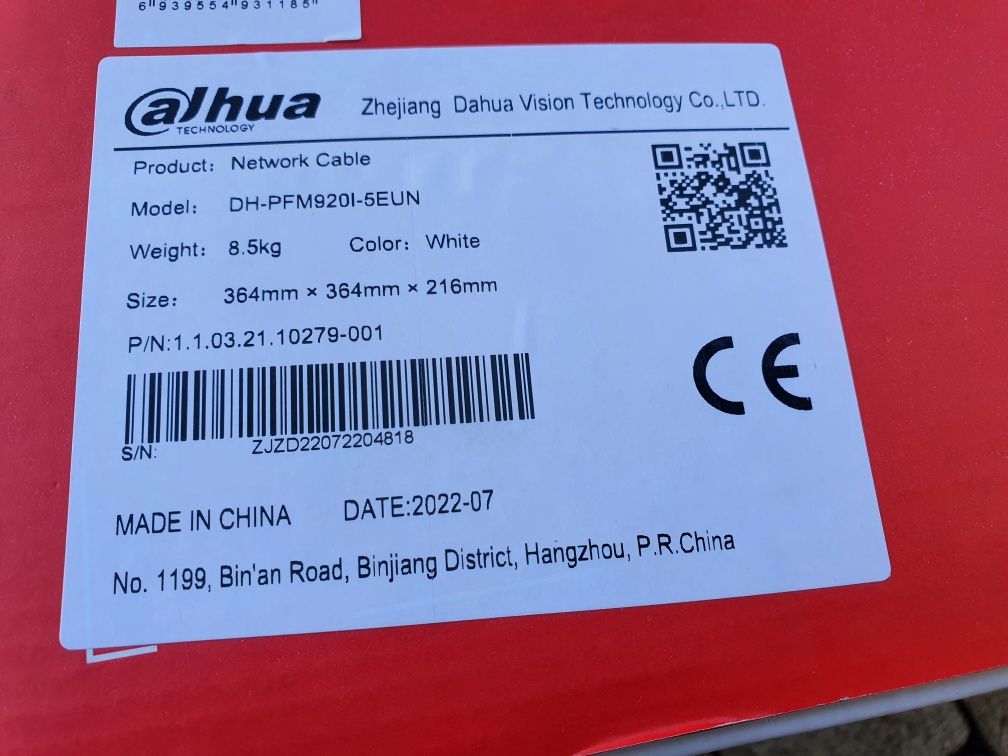 6 939554 931185
alhua
TECHNOLOGY
Zhejiang Dahua Vision Technology Co.,LTD.
Product: Network Cable
Model: DH-PFM920I-5EUN
Weight: 8.5kg Color: White
Size: 364mm × 364mm × 216mm
P/N:1.1.03.21.10279-001
S/N: ZJZD22072204818
CE
MADE IN CHINA DATE:2022-07
No. 1199, Bin'an Road, Binjiang District, Hangzhou, P.R.China